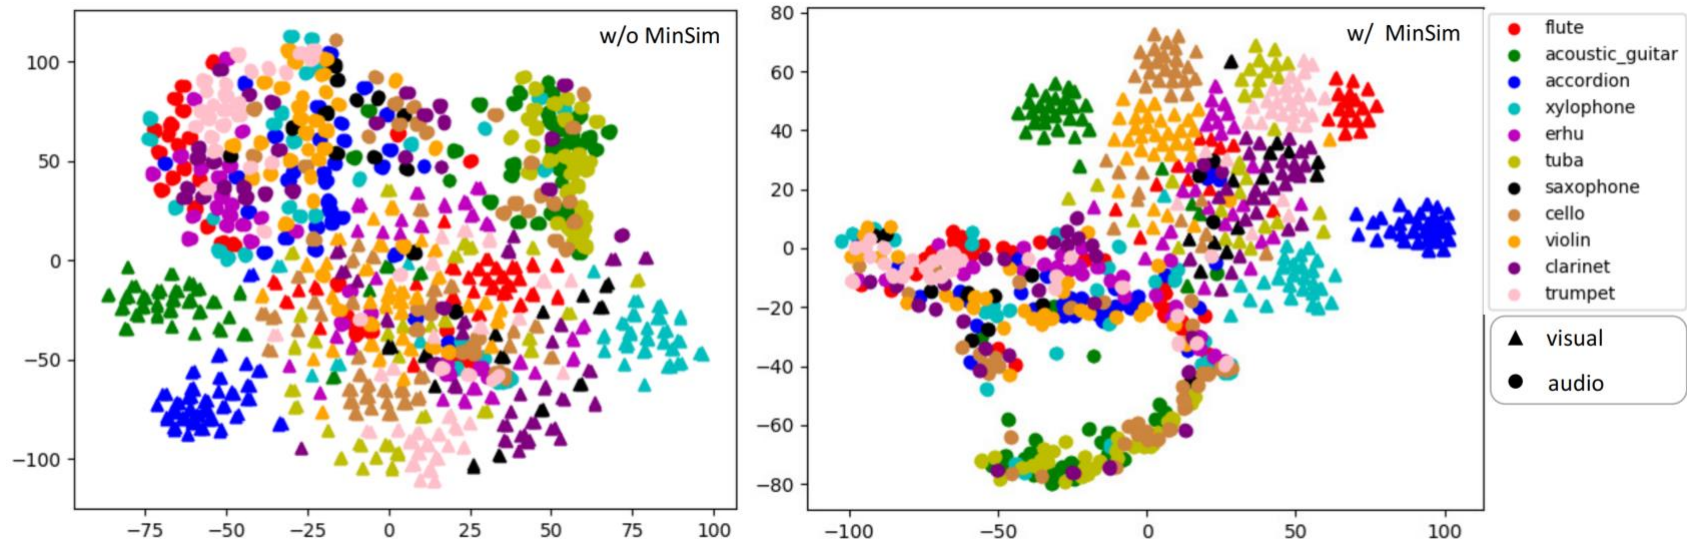 w/o MinSim
100
50
0
−50
−100
−75
−50
−25
0
25
50
75
100
w/ MinSim
80
60
40
20
0
−20
−40
−60
−80
−100
−50
0
50
100
flute
acoustic_guitar
accordion
xylophone
erhu
tuba
saxophone
cello
violin
clarinet
trumpet
visual
audio